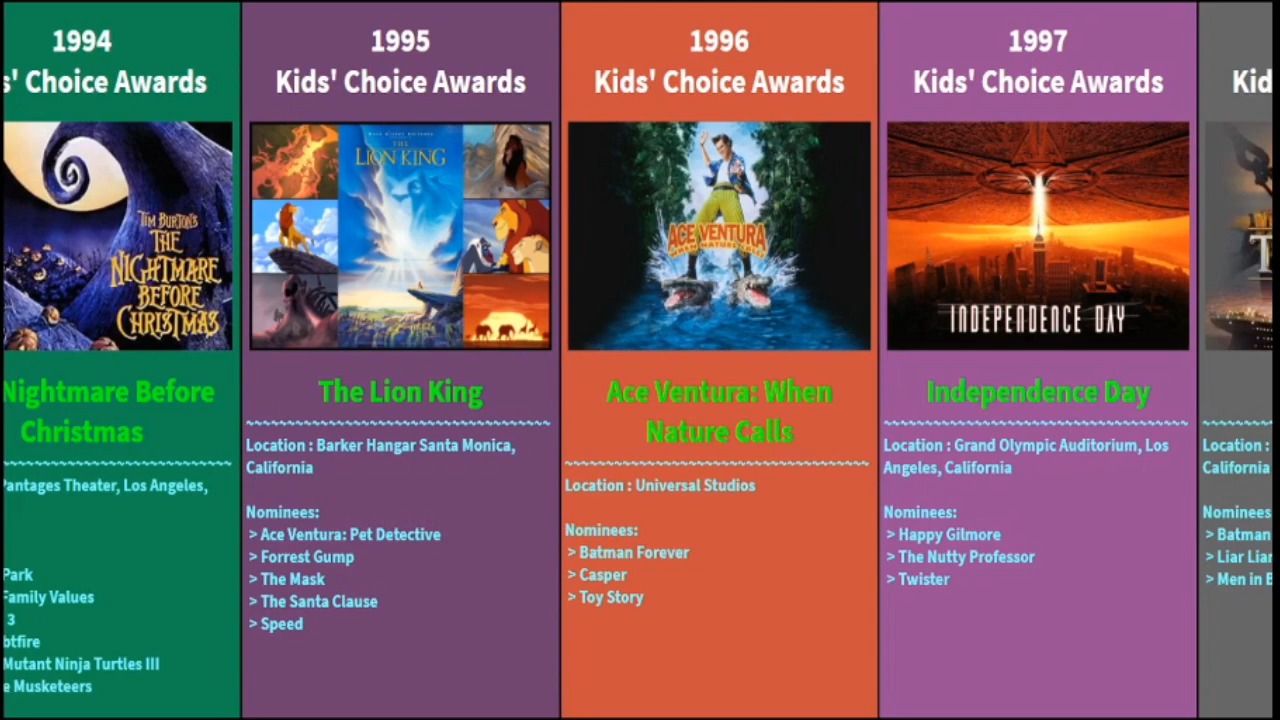 1994
s' Choice Awards
TIM BURTON'S
THE
NIGHTMARE
BEFORE
CHRISTMAS
Nightmare Before
Christmas
Pantages Theater, Los Angeles,
Park
Family Values
3
btfire
Mutant Ninja Turtles III
e Musketeers
1995
Kids' Choice Awards
THE
LION KING
The Lion King
Location : Barker Hangar Santa Monica,
California
Nominees:
> Ace Ventura: Pet Detective
> Forrest Gump
> The Mask
> The Santa Clause
> Speed
1996
Kids' Choice Awards
ACE VENTURA
WHEN NATURE CALLS
Ace Ventura: When
Nature Calls
Location : Universal Studios
Nominees:
> Batman Forever
> Casper
> Toy Story
1997
Kids' Choice Awards
INDEPENDENCE DAY
Independence Day
Location : Grand Olympic Auditorium, Los
Angeles, California
Nominees:
> Happy Gilmore
> The Nutty Professor
> Twister
Kid
T
Location :
California
Nominees
> Batman
> Liar Liar
> Men in B